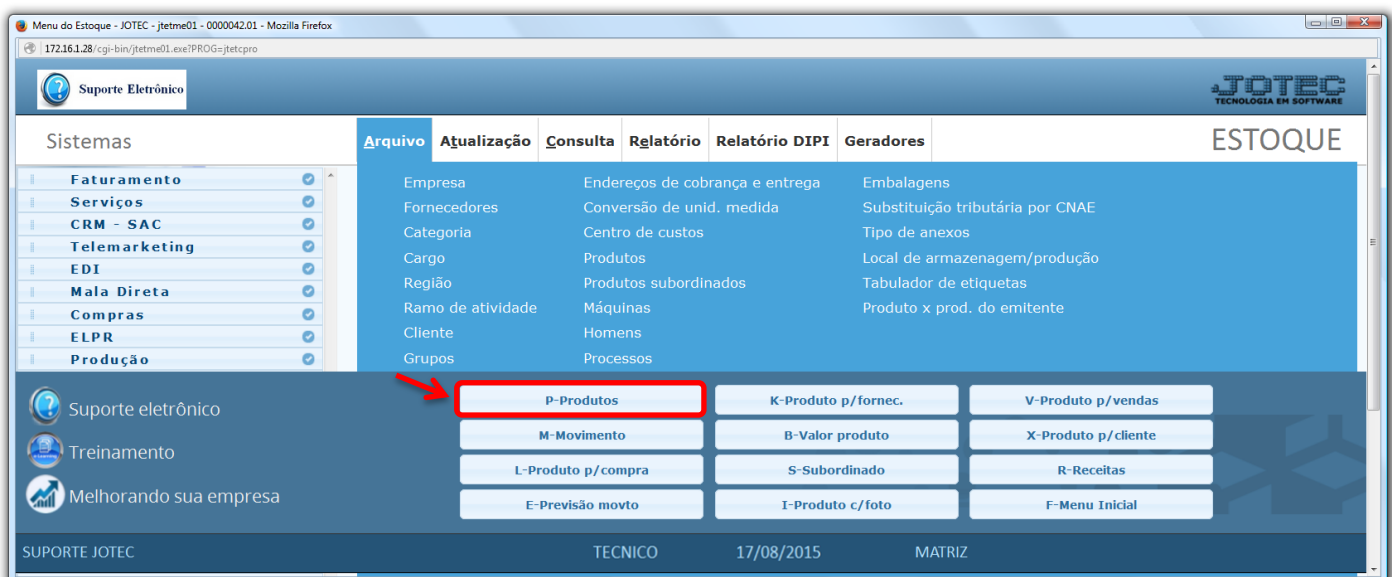 Menu do Estoque - JOTEC - jtetme01 - 0000042.01 - Mozilla Firefox
172.16.1.28/cgi-bin/jtetme01.exe?PROG=jtetcpro
Suporte Eletrônico
JOTEC
TECNOLOGIA EM SOFTWARE
Sistemas
Arquivo Atualização Consulta Relatório Relatório DIPI Geradores
ESTOQUE
Faturamento
Serviços
CRM - SAC
Telemarketing
EDI
Mala Direta
Compras
ELPR
Produção
Empresa Endereços de cobrança e entrega Embalagens
Fornecedores Conversão de unid. medida Substituição tributária por CNAE
Categoria Centro de custos Tipo de anexos
Cargo Produtos Local de armazenagem/produção
Região Produtos subordinados Tabulador de etiquetas
Ramo de atividade Máquinas Produto x prod. do emitente
Cliente Homens
Grupos Processos
Suporte eletrônico
Treinamento
Melhorando sua empresa
P-Produtos K-Produto p/fornec. V-Produto p/vendas
M-Movimento B-Valor produto X-Produto p/cliente
L-Produto p/compra S-Subordinado R-Receitas
E-Previsão movto I-Produto c/foto F-Menu Inicial
SUPORTE JOTEC TECNICO 17/08/2015 MATRIZ